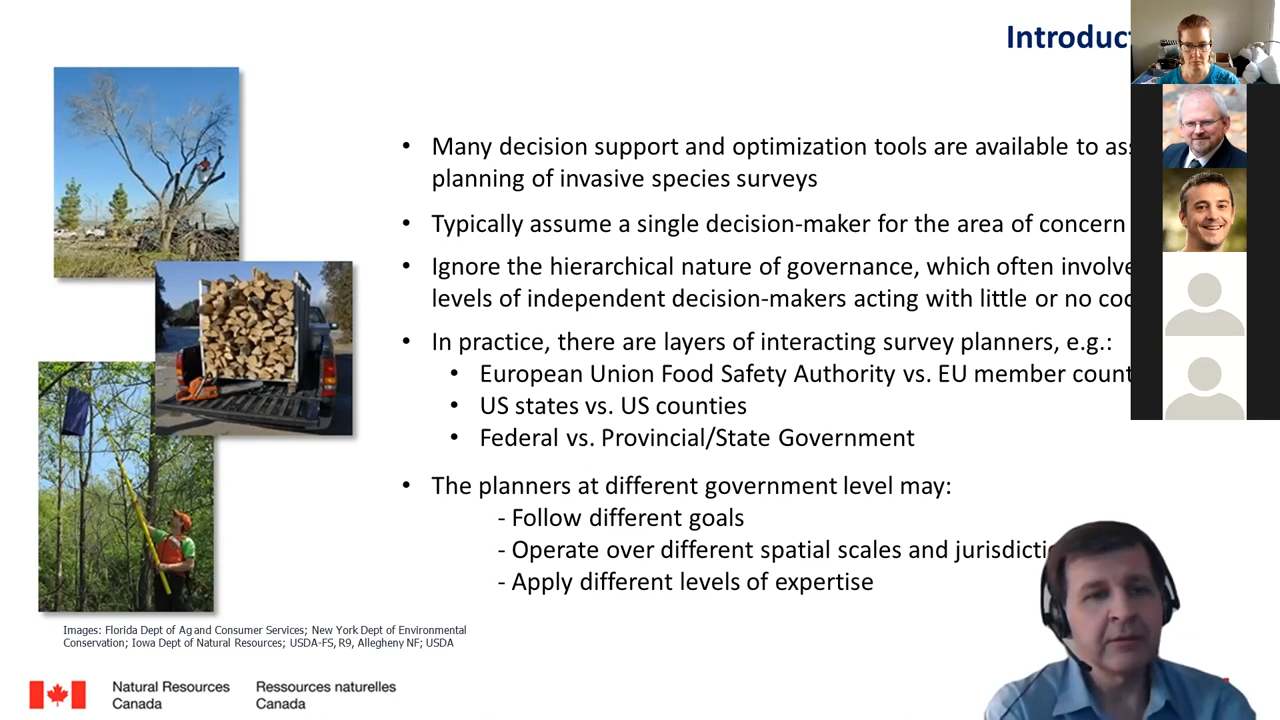 Introduc
• Many decision support and optimization tools are available to as
planning of invasive species surveys
• Typically assume a single decision-maker for the area of concern
• Ignore the hierarchical nature of governance, which often involve
levels of independent decision-makers acting with little or no coo
• In practice, there are layers of interacting survey planners, e.g.:
• European Union Food Safety Authority vs. EU member count
• US states vs. US counties
• Federal vs. Provincial/State Government
• The planners at different government level may:
- Follow different goals
- Operate over different spatial scales and jurisdicti
- Apply different levels of expertise
Images: Florida Dept of Ag and Consumer Services; New York Dept of Environmental
Conservation; Iowa Dept of Natural Resources; USDA-FS, R9, Allegheny NF; USDA
Natural Resources Ressources naturelles
Canada Canada